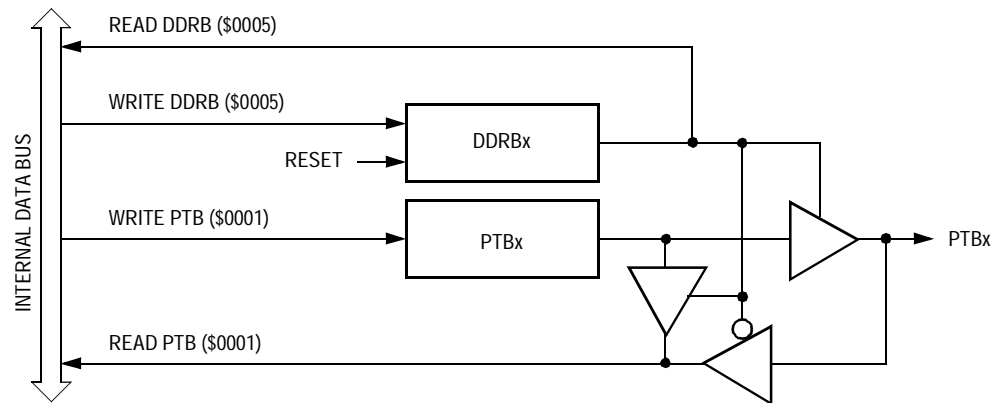 READ DDRB ($0005)
WRITE DDRB ($0005)
DDRBx
RESET
INTERNAL DATA BUS
WRITE PTB ($0001)
PTBx
PTBx
READ PTB ($0001)